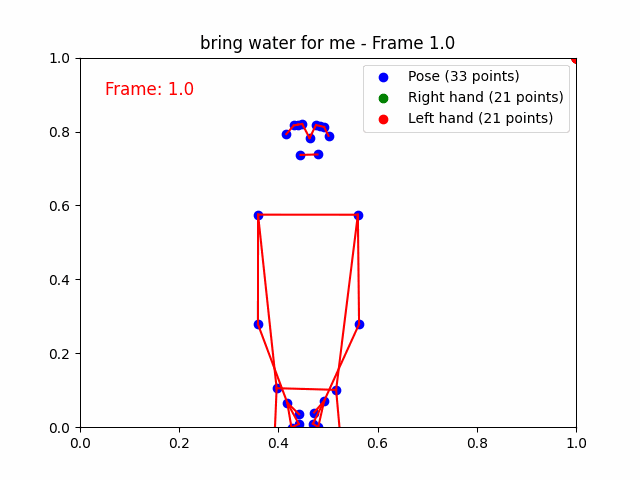 bring water for me - Frame 1.0
Frame: 1.0
Pose (33 points)
Right hand (21 points)
Left hand (21 points)
1.0
0.8
0.6
0.4
0.2
0.0
0.0 0.2 0.4 0.6 0.8 1.0